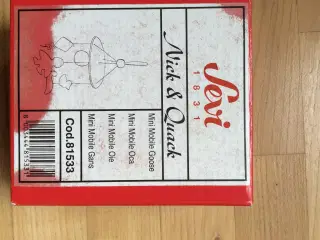 Sevi
1831
Nick & Quack
Mini Mobile Goose
Mini Mobile Oca
Mini Mobile Oie
Mini Mobile Gans
Cod.81533